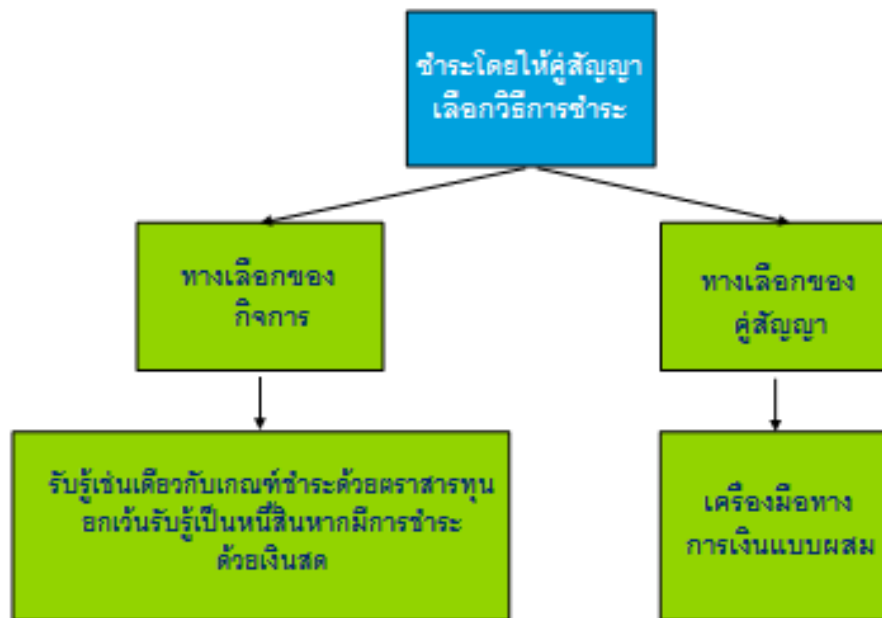 ชำระโดยให้คู่สัญญา
เลือกวิธีการชำระ
ทางเลือกของ
กิจการ
ทางเลือกของ
คู่สัญญา
รับรู้เช่นเดียวกับเกณฑ์ชำระด้วยตราสารทุน
ยกเว้นรับรู้เป็นหนี้สินหากมีการชำระ
ด้วยเงินสด
เครื่องมือทาง
การเงินแบบผสม